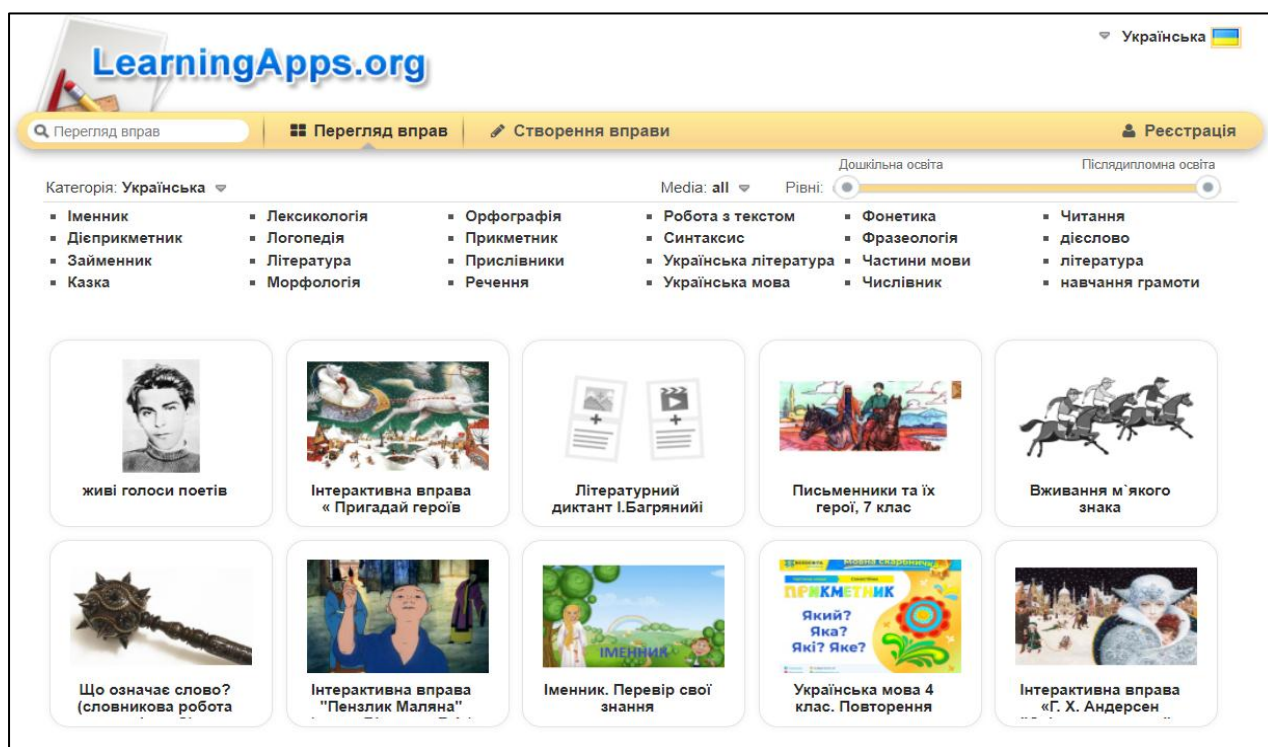 LearningApps.org
Українська
Перегляд вправ
Перегляд вправ
Створення вправи
Реєстрація
Дошкільна освіта
Післядипломна освіта
Категорія: Українська
Media: all
Рівні:
Іменник
Дієприкметник
Займенник
Казка
Лексикологія
Логопедія
Література
Морфологія
Орфографія
Прикметник
Прислівники
Речення
Робота з текстом
Синтаксис
Українська література
Українська мова
Фонетика
Фразеологія
Частини мови
Числівник
Читання
дієслово
література
навчання грамоти
живі голоси поетів
Інтерактивна вправа
« Пригадай героїв
Літературний
диктант І.Багрянийі
Письменники та їх
герої, 7 клас
Вживання м`якого
знака
Що означає слово?
(словникова робота
Інтерактивна вправа
"Пензлик Маляна"
ІМЕННИК
Іменник. Перевір свої
знання
Мовна скарбничка
ПРИКМЕТНИК
Який?
Яка?
Які? Яке?
Українська мова 4
клас. Повторення
Інтерактивна вправа
«Г. Х. Андерсен